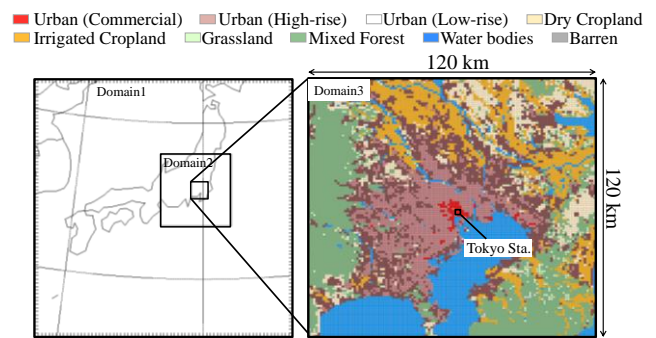 Urban (Commercial) Urban (High-rise) Urban (Low-rise) Dry Cropland
Irrigated Cropland Grassland Mixed Forest Water bodies Barren
120 km
Domain1
Domain3
Domain2
120 km
Tokyo Sta.